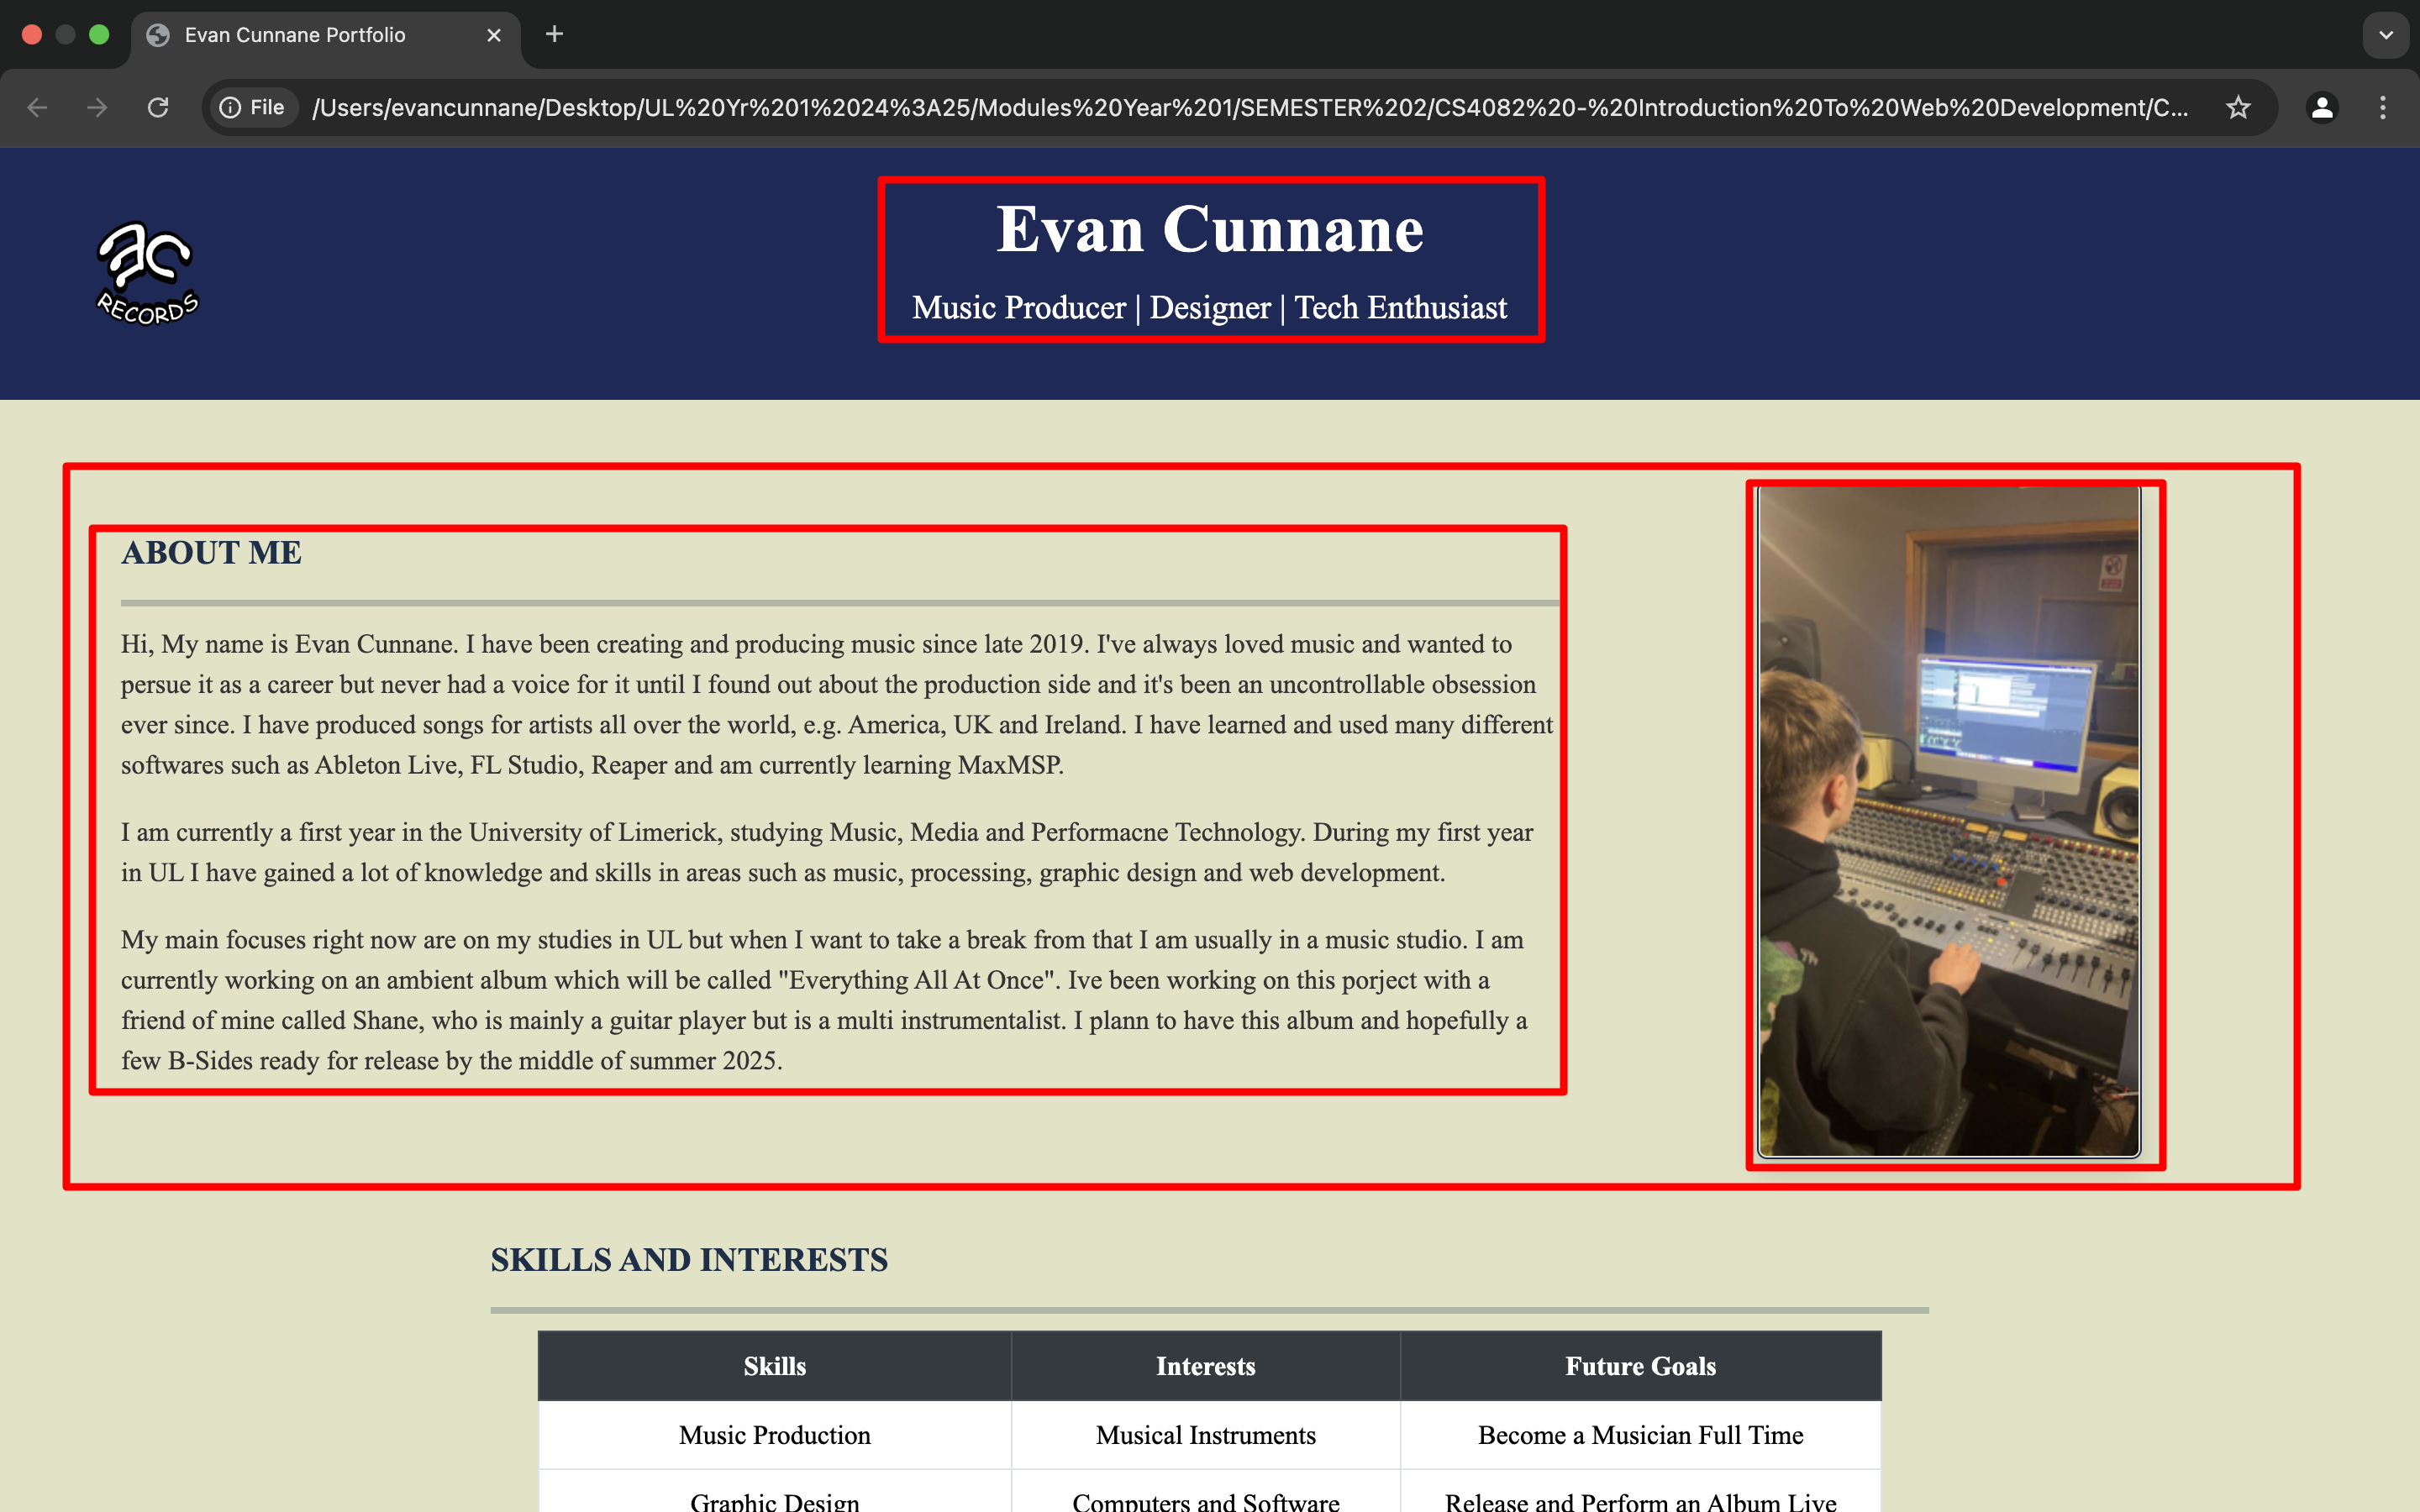 Evan Cunnane Portfolio
File /Users/evancunnane/Desktop/UL%20Yr%201%2024%3A25/Modules%20Year%201/SEMESTER%202/CS4082%20-%20Introduction%20To%20Web%20Development/C...
EC
RECORDS
Evan Cunnane
Music Producer | Designer | Tech Enthusiast
ABOUT ME
Hi, My name is Evan Cunnane. I have been creating and producing music since late 2019. I've always loved music and wanted to
persue it as a career but never had a voice for it until I found out about the production side and it's been an uncontrollable obsession
ever since. I have produced songs for artists all over the world, e.g. America, UK and Ireland. I have learned and used many different
softwares such as Ableton Live, FL Studio, Reaper and am currently learning MaxMSP.
I am currently a first year in the University of Limerick, studying Music, Media and Performacne Technology. During my first year
in UL I have gained a lot of knowledge and skills in areas such as music, processing, graphic design and web development.
My main focuses right now are on my studies in UL but when I want to take a break from that I am usually in a music studio. I am
currently working on an ambient album which will be called "Everything All At Once". Ive been working on this porject with a
friend of mine called Shane, who is mainly a guitar player but is a multi instrumentalist. I plann to have this album and hopefully a
few B-Sides ready for release by the middle of summer 2025.
SKILLS AND INTERESTS
Skills Interests Future Goals
Music Production Musical Instruments Become a Musician Full Time
Graphic Design Computers and Software Release and Perform an Album Live